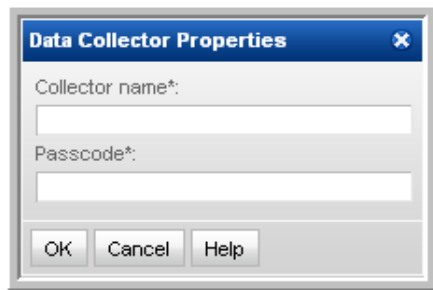 Data Collector Properties
Collector name*:
Passcode*:
OK Cancel Help